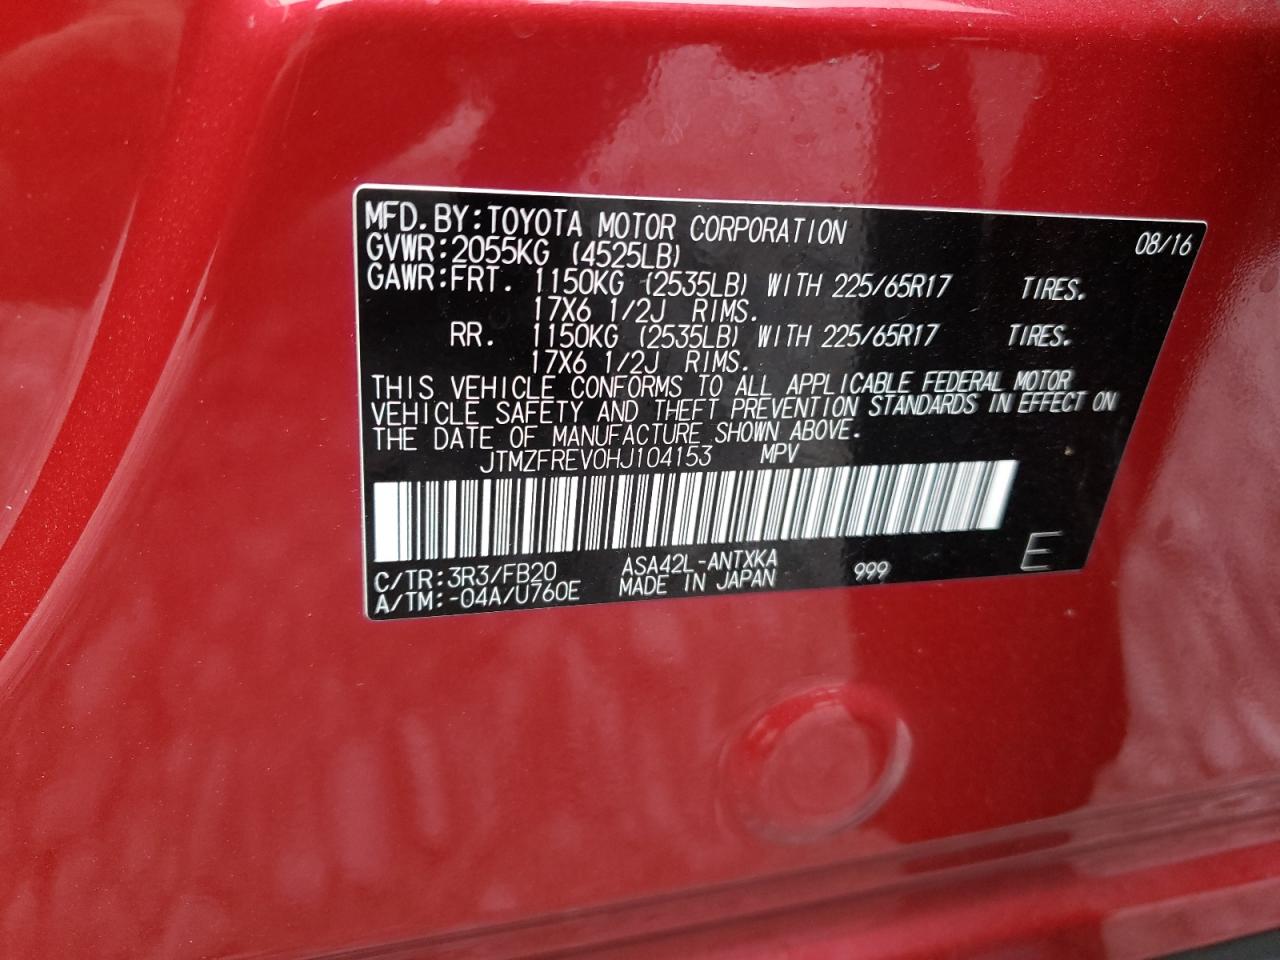 MFD.BY:TOYOTA MOTOR CORPORATION 08/16
GVWR:2055KG (4525LB)
GAWR:FRT. 1150KG (2535LB) WITH 225/65R17 TIRES.
17X6 1/2J RIMS.
RR. 1150KG (2535LB) WITH 225/65R17 TIRES.
17X6 1/2J RIMS.
THIS VEHICLE CONFORMS TO ALL APPLICABLE FEDERAL MOTOR
VEHICLE SAFETY AND THEFT PREVENTION STANDARDS IN EFFECT ON
THE DATE OF MANUFACTURE SHOWN ABOVE.
JTMZFREV0HJ104153 MPV
C/TR:3R3/FB20 ASA42L-ANTXKA 999 E
A/TM:-04A/U760E MADE IN JAPAN